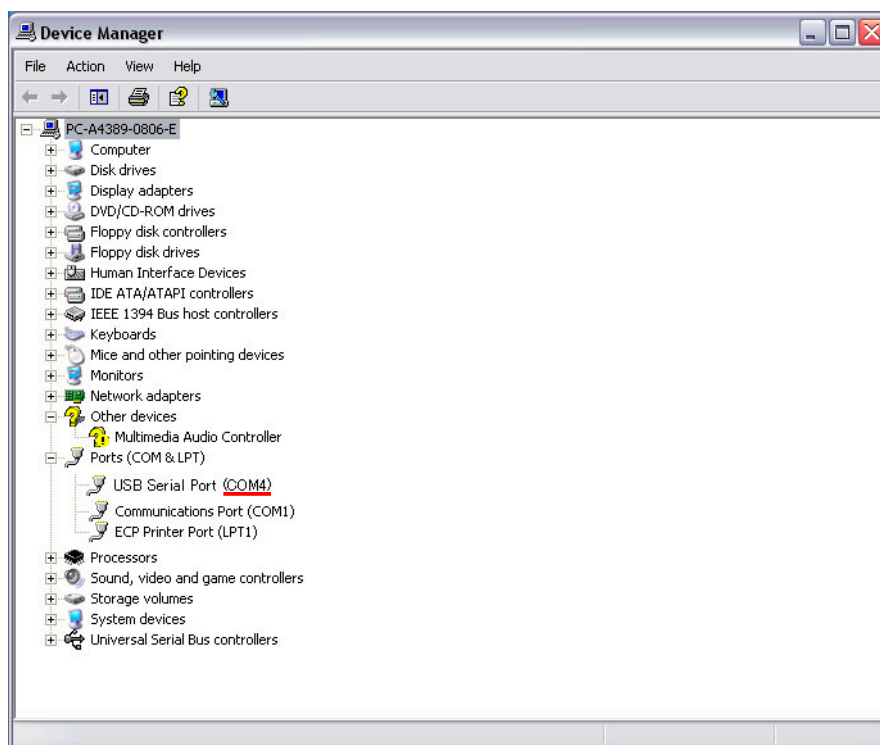 Device Manager
File Action View Help
PC-A4389-0806-E
Computer
Disk drives
Display adapters
DVD/CD-ROM drives
Floppy disk controllers
Floppy disk drives
Human Interface Devices
IDE ATA/ATAPI controllers
IEEE 1394 Bus host controllers
Keyboards
Mice and other pointing devices
Monitors
Network adapters
Other devices
Multimedia Audio Controller
Ports (COM & LPT)
USB Serial Port (COM4)
Communications Port (COM1)
ECP Printer Port (LPT1)
Processors
Sound, video and game controllers
Storage volumes
System devices
Universal Serial Bus controllers